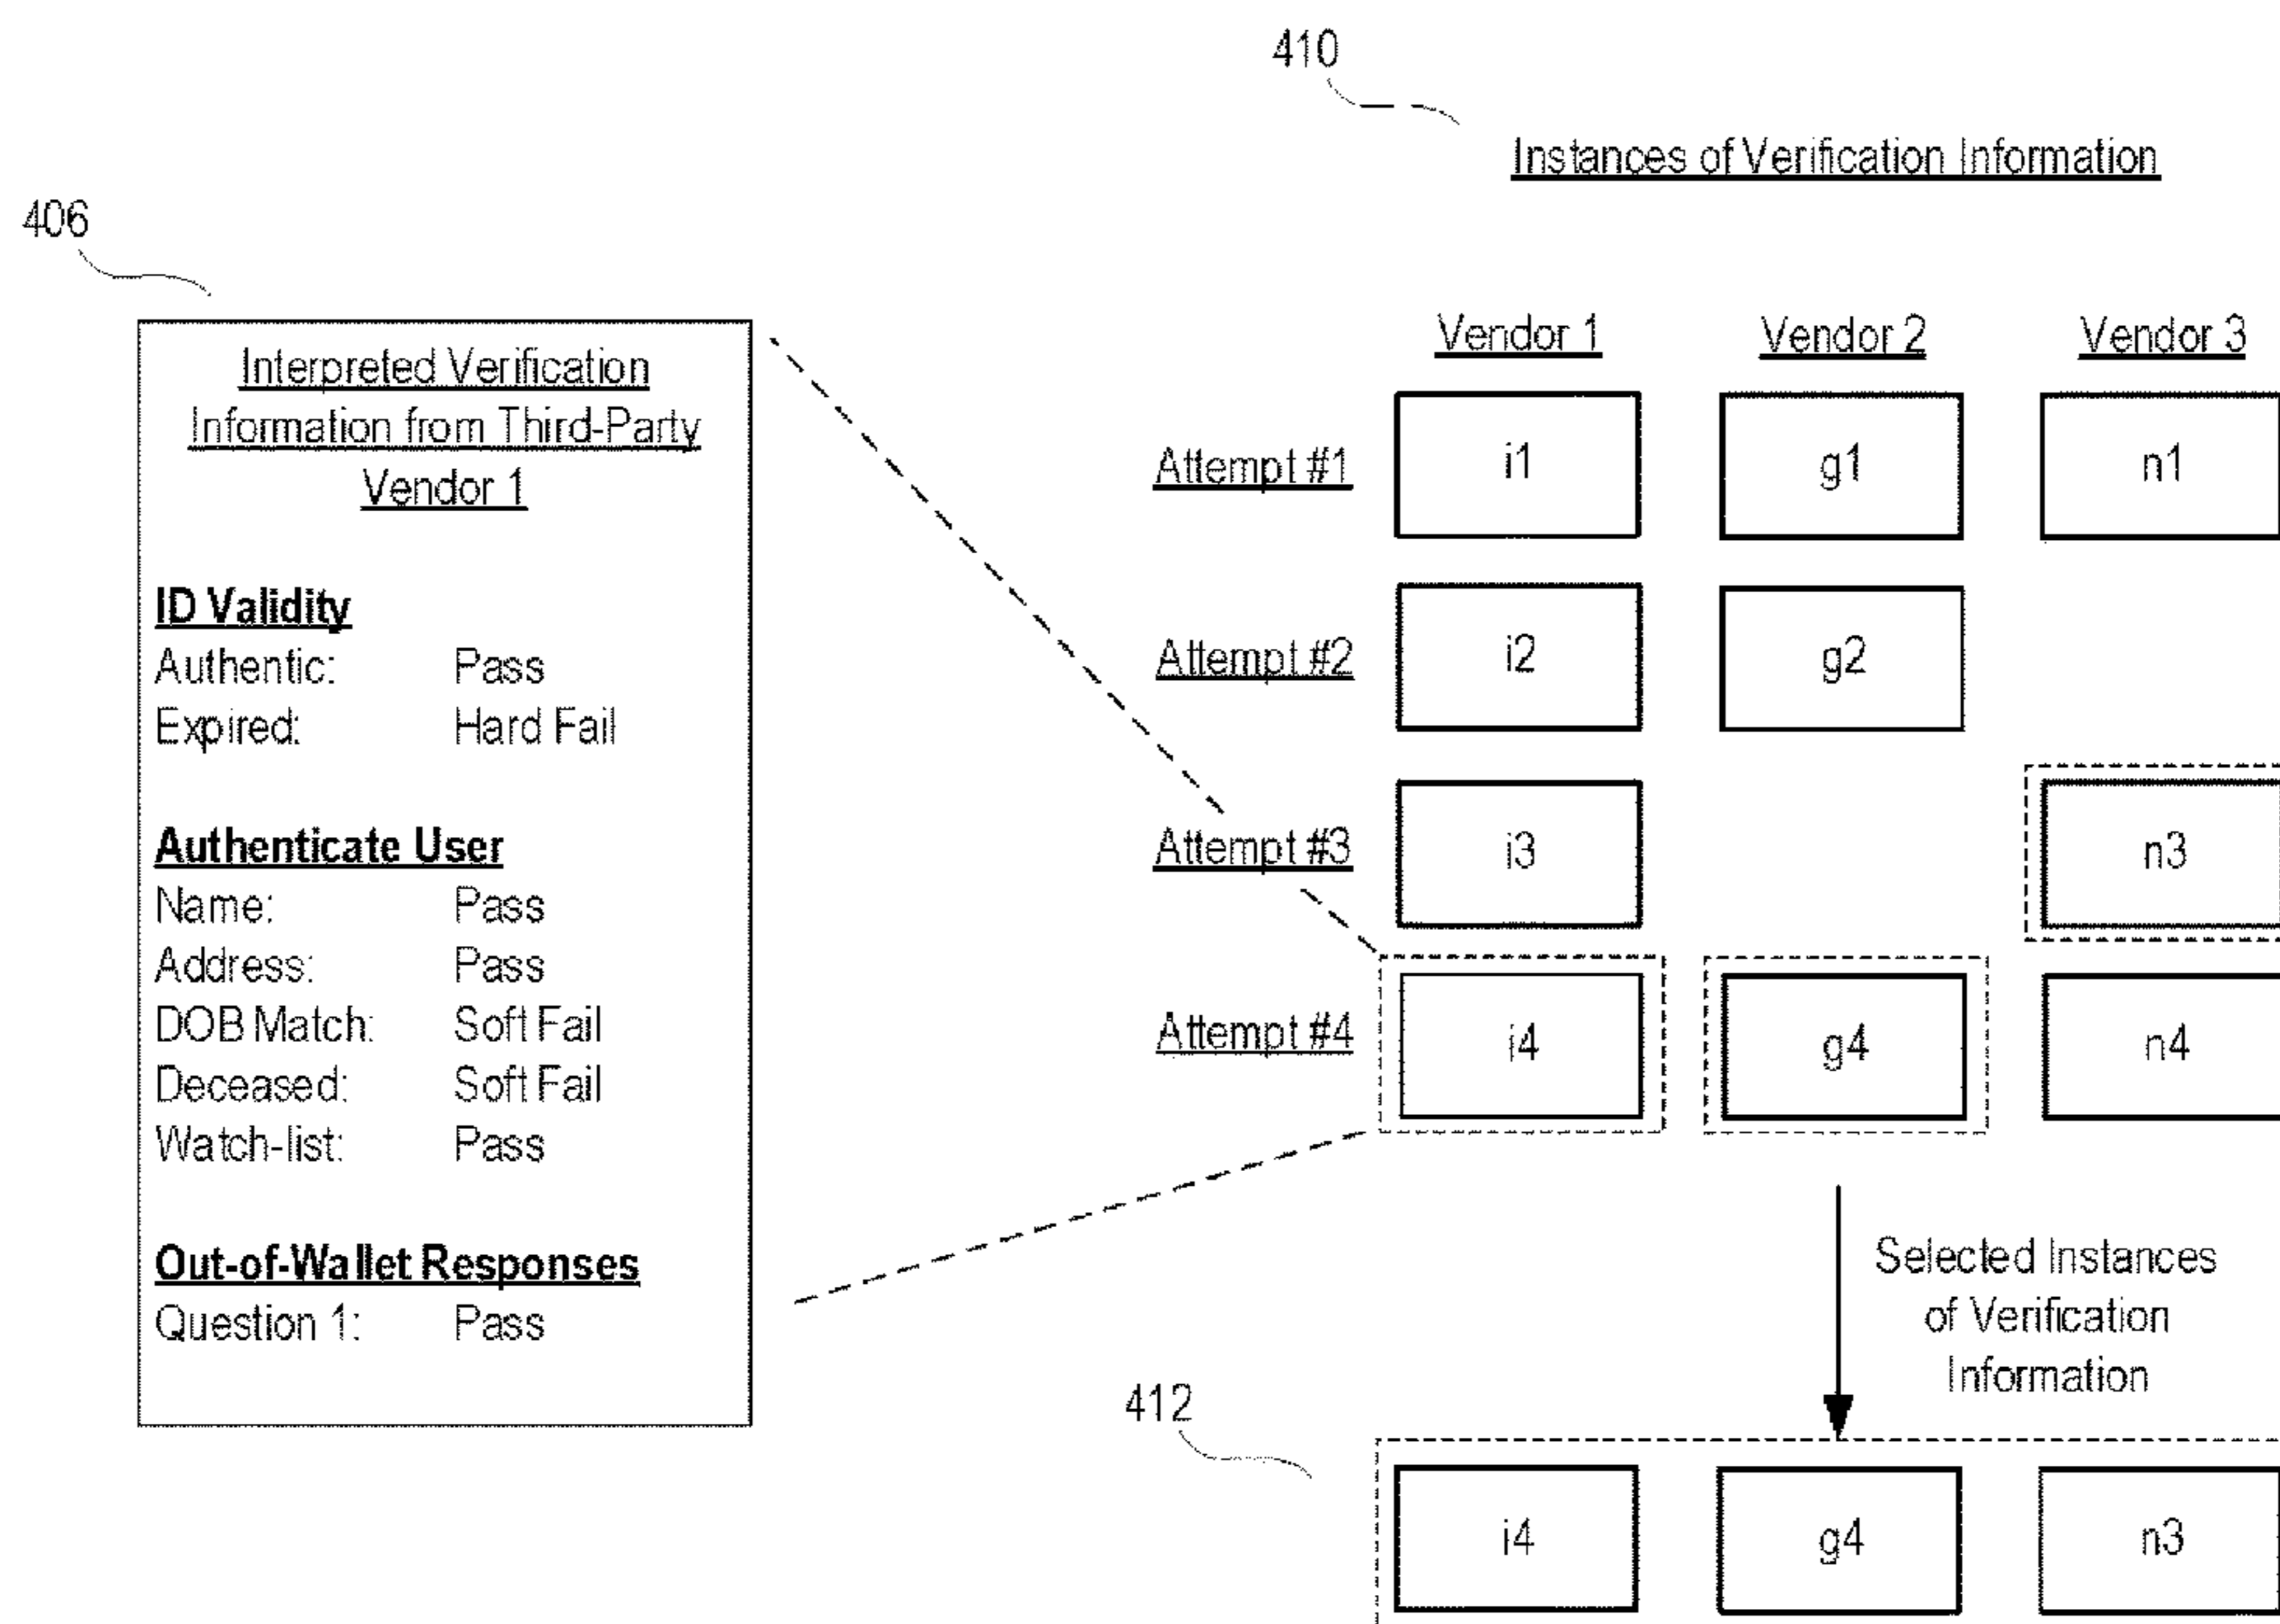 410
Instances of Verification Information
406
Interpreted Verification
Information from Third-Party
Vendor 1
ID Validity
Authentic: Pass
Expired: Hard Fail
Authenticate User
Name: Pass
Address: Pass
DOB Match: Soft Fail
Deceased: Soft Fail
Watch-list: Pass
Out-of-Wallet Responses
Question 1: Pass
Vendor 1 Vendor 2 Vendor 3
Attempt #1 i1 g1 n1
Attempt #2 i2 g2
Attempt #3 i3 n3
Attempt #4 i4 g4 n4
Selected Instances
of Verification
Information
412
i4 g4 n3